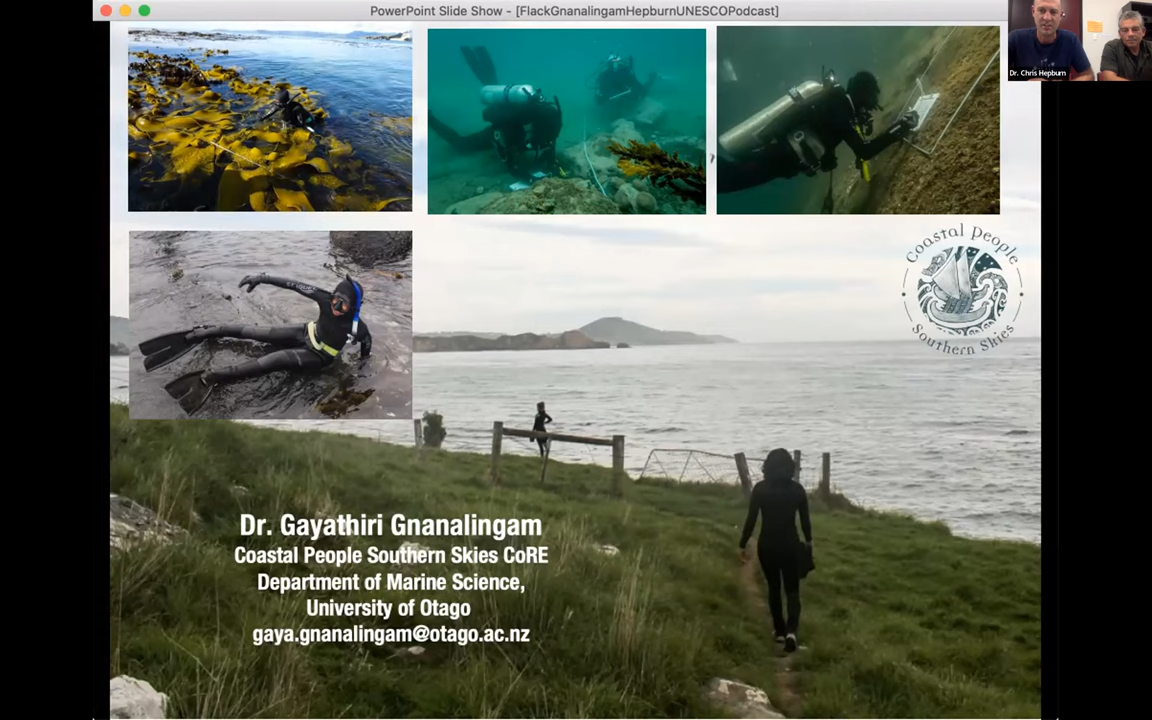 PowerPoint Slide Show - [FlackGnanalingamHepburnUNESCOPodcast]
Dr. Chris Hepburn
Coastal People
Southern Skies
Dr. Gayathiri Gnanalingam
Coastal People Southern Skies CoRE
Department of Marine Science,
University of Otago
gaya.gnanalingam@otago.ac.nz